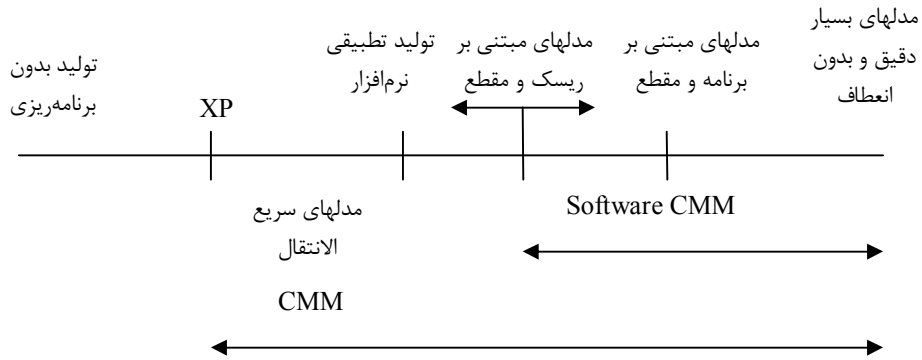 مدلهای بسیار
دقیق و بدون
انعطاف
مدلهای مبتنی بر
برنامه و مقطع
مدلهای مبتنی بر
ریسک و مقطع
تولید تطبیقی
نرم‌افزار
XP
تولید بدون
برنامه‌ریزی
Software CMM
مدلهای سریع
الانتقال
CMM